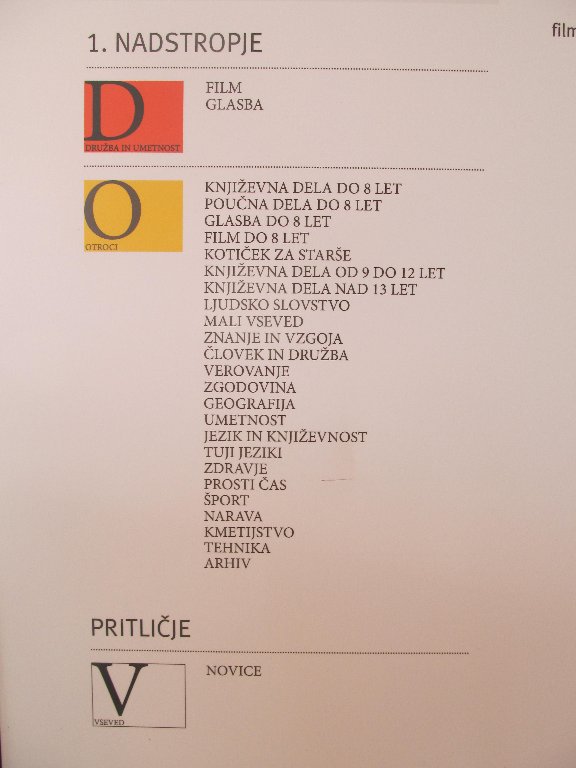 film
1. NADSTROPJE
D
DRUŽBA IN UMETNOST
FILM
GLASBA
O
OTROCI
KNJIŽEVNA DELA DO 8 LET
POUČNA DELA DO 8 LET
GLASBA DO 8 LET
FILM DO 8 LET
KOTIČEK ZA STARŠE
KNJIŽEVNA DELA OD 9 DO 12 LET
KNJIŽEVNA DELA NAD 13 LET
LJUDSKO SLOVSTVO
MALI VSEVED
ZNANJE IN VZGOJA
ČLOVEK IN DRUŽBA
VEROVANJE
ZGODOVINA
GEOGRAFIJA
UMETNOST
JEZIK IN KNJIŽEVNOST
TUJI JEZIKI
ZDRAVJE
PROSTI ČAS
ŠPORT
NARAVA
KMETIJSTVO
TEHNIKA
ARHIV
PRITLIČJE
V
VSEVED
NOVICE